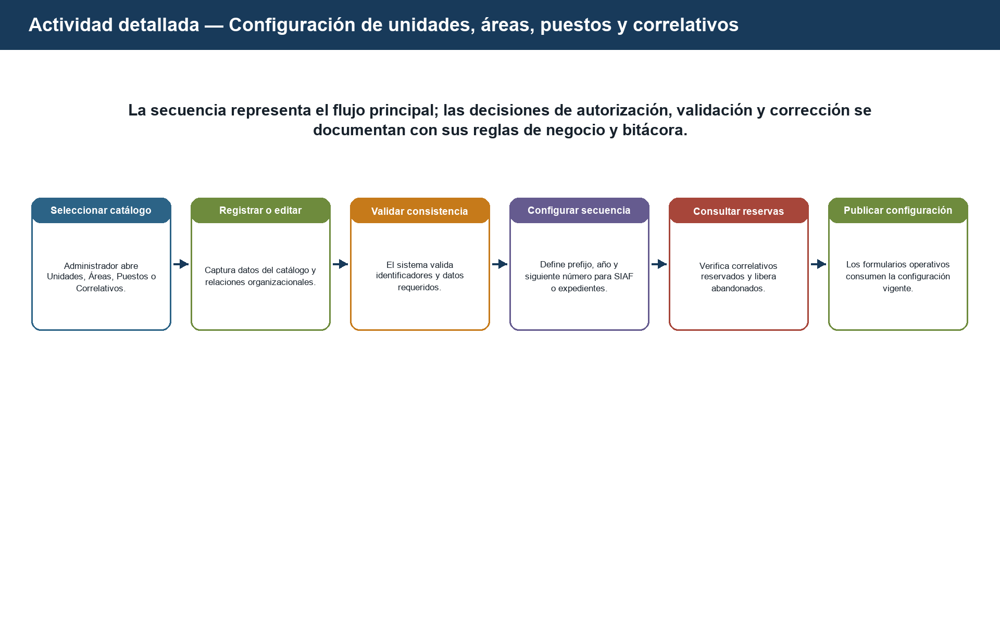 Actividad detallada — Configuración de unidades, áreas, puestos y correlativos
La secuencia representa el flujo principal; las decisiones de autorización, validación y corrección se
documentan con sus reglas de negocio y bitácora.
Seleccionar catálogo
Administrador abre
Unidades, Áreas, Puestos o
Correlativos.
Registrar o editar
Captura datos del catálogo y
relaciones organizacionales.
Validar consistencia
El sistema valida
identificadores y datos
requeridos.
Configurar secuencia
Define prefijo, año y
siguiente número para SIAF
o expedientes.
Consultar reservas
Verifica correlativos
reservados y libera
abandonados.
Publicar configuración
Los formularios operativos
consumen la configuración
vigente.